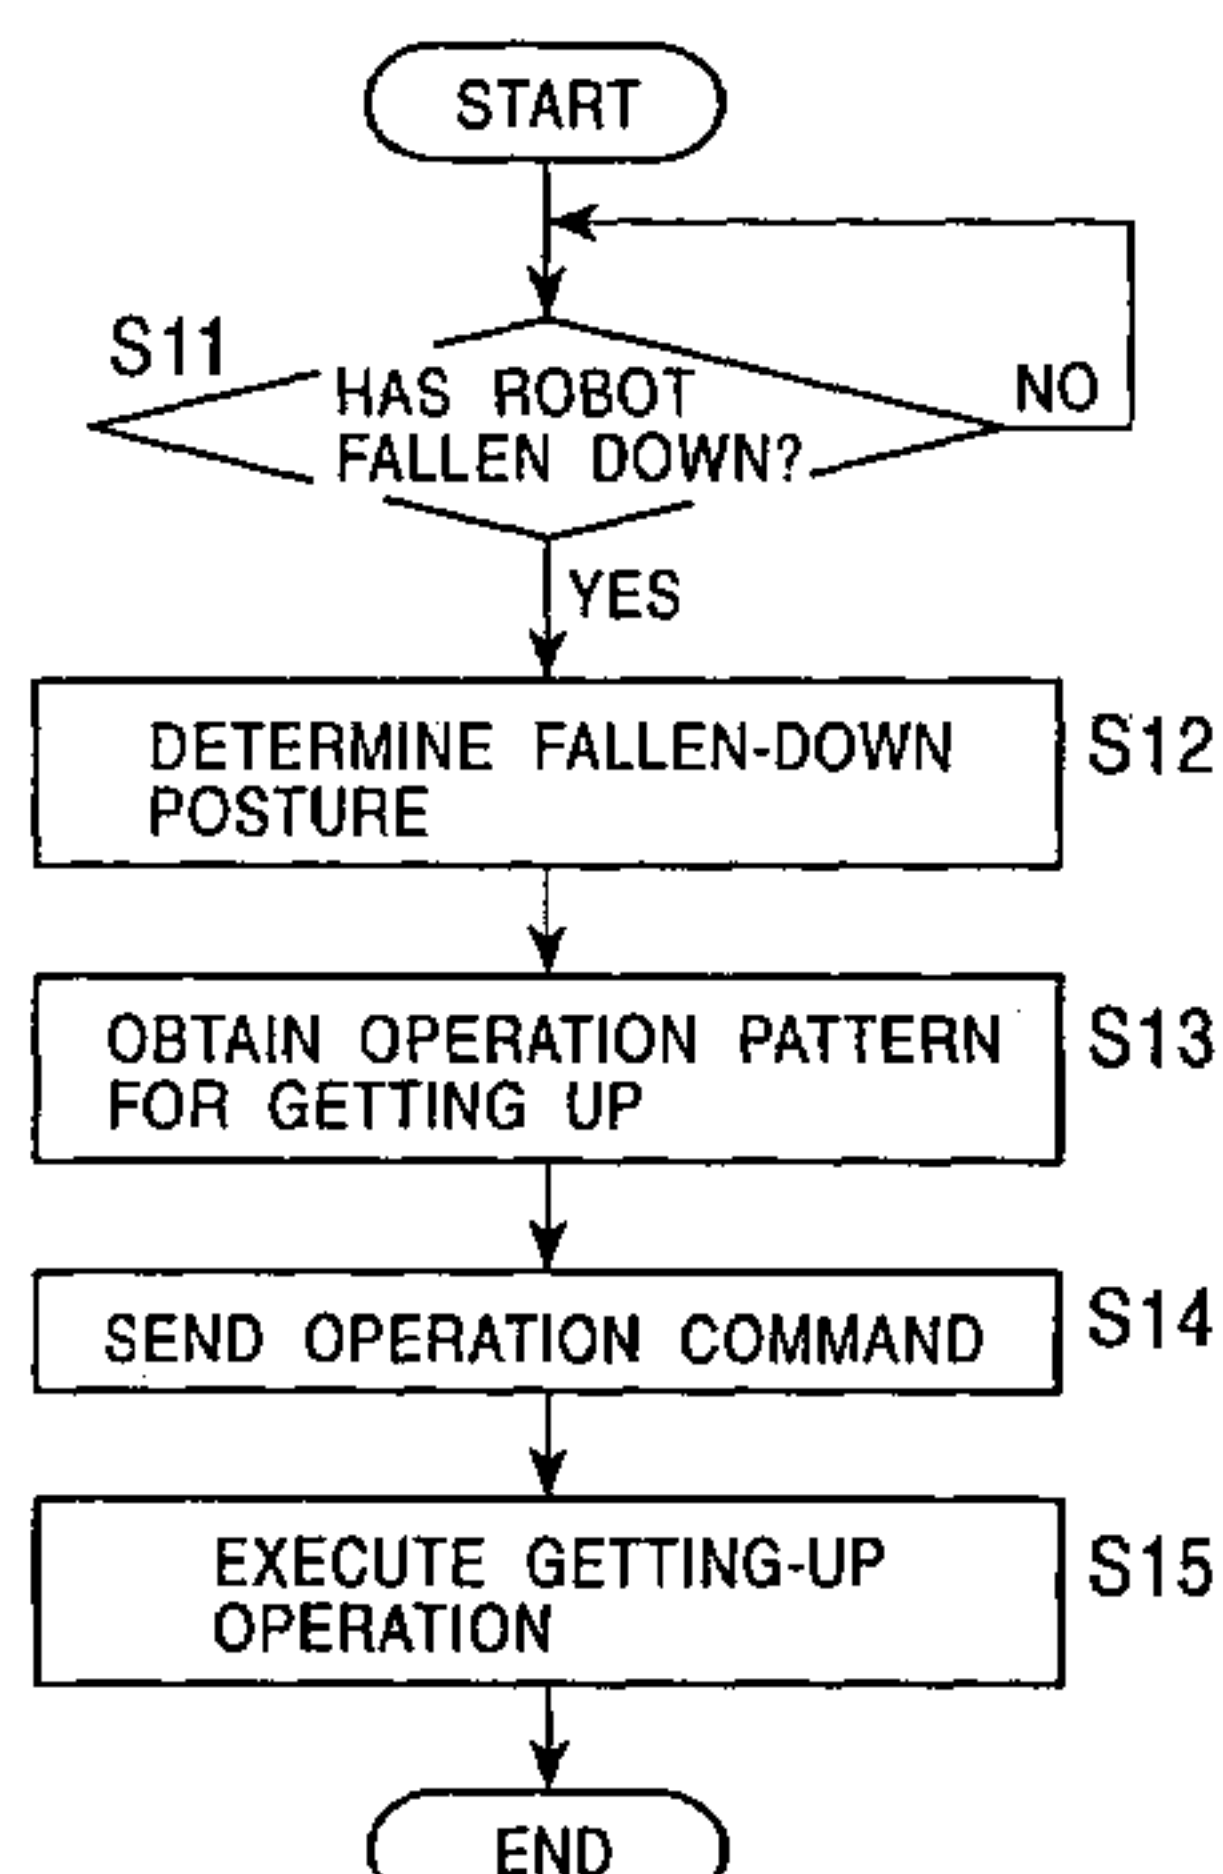 START
S11
HAS ROBOT
FALLEN DOWN?
NO
YES
DETERMINE FALLEN-DOWN
POSTURE
S12
OBTAIN OPERATION PATTERN
FOR GETTING UP
S13
SEND OPERATION COMMAND
S14
EXECUTE GETTING-UP
OPERATION
S15
END